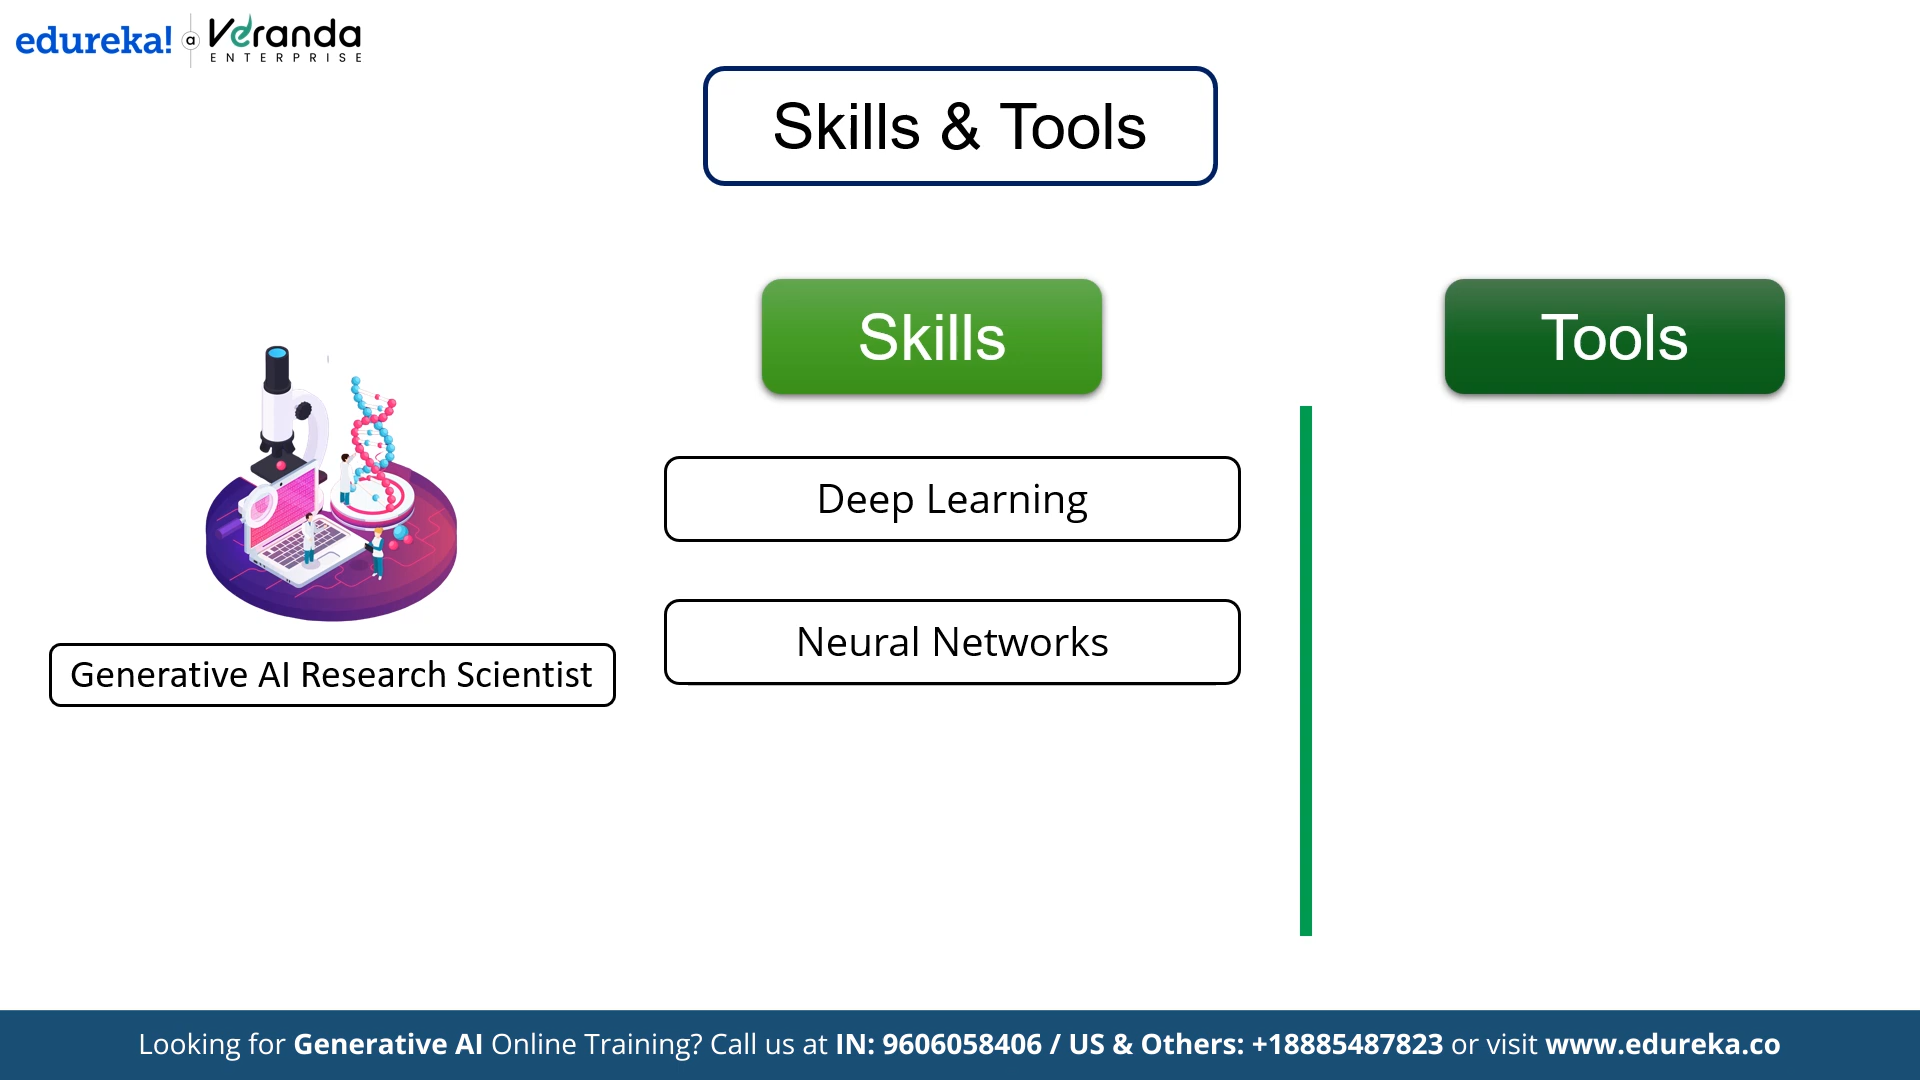 edureka! a Veranda
ENTERPRISE
Skills & Tools
Skills
Tools
Deep Learning
Neural Networks
Generative AI Research Scientist
Looking for Generative AI Online Training? Call us at IN: 9606058406 / US & Others: +18885487823 or visit www.edureka.co